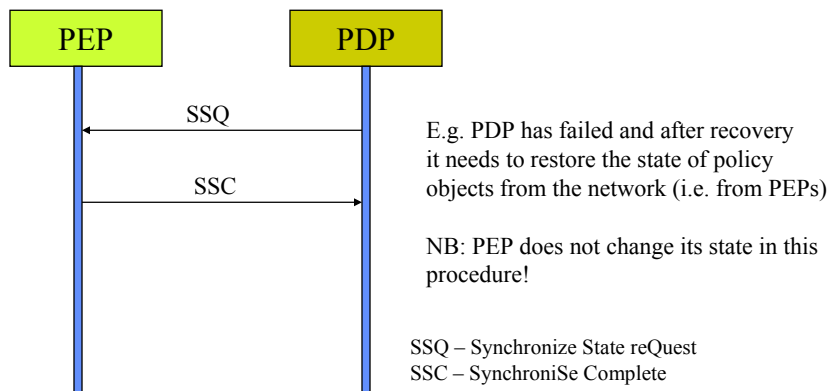 PEP
PDP
SSQ
SSC
E.g. PDP has failed and after recovery
it needs to restore the state of policy
objects from the network (i.e. from PEPs)
NB: PEP does not change its state in this
procedure!
SSQ – Synchronize State reQuest
SSC – SynchroniSe Complete